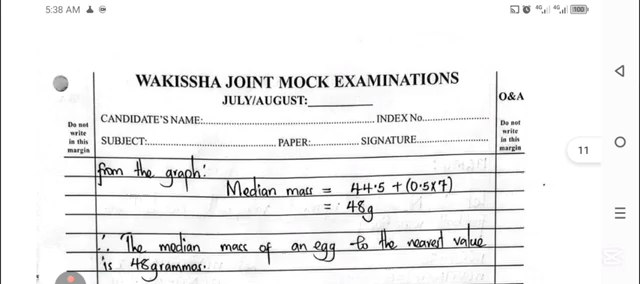 5:38 AM
4G 4G 100
WAKISSHA JOINT MOCK EXAMINATIONS
JULY/AUGUST:
O&A
CANDIDATE'S NAME: INDEX No.
Do not write in this margin
SUBJECT: PAPER: SIGNATURE
Do not write in this margin
11
from the graph:
Median mass = 44.5 + (0.5x7)
= 48g
∴ The median mass of an egg to the nearest value
is 48grammes.